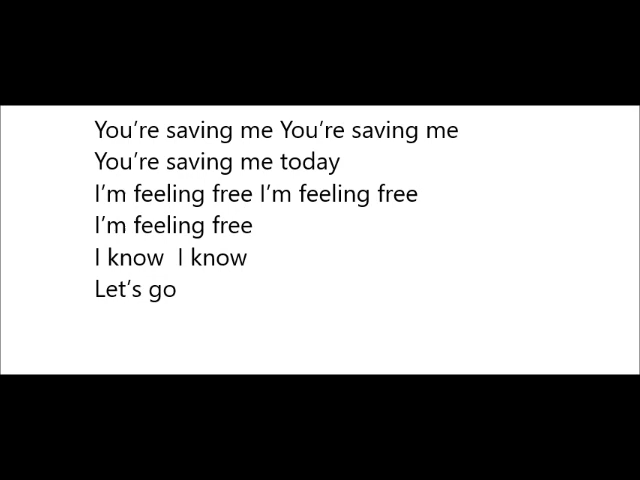 You’re saving me You’re saving me
You’re saving me today
I’m feeling free I’m feeling free
I’m feeling free
I know  I know
Let’s go